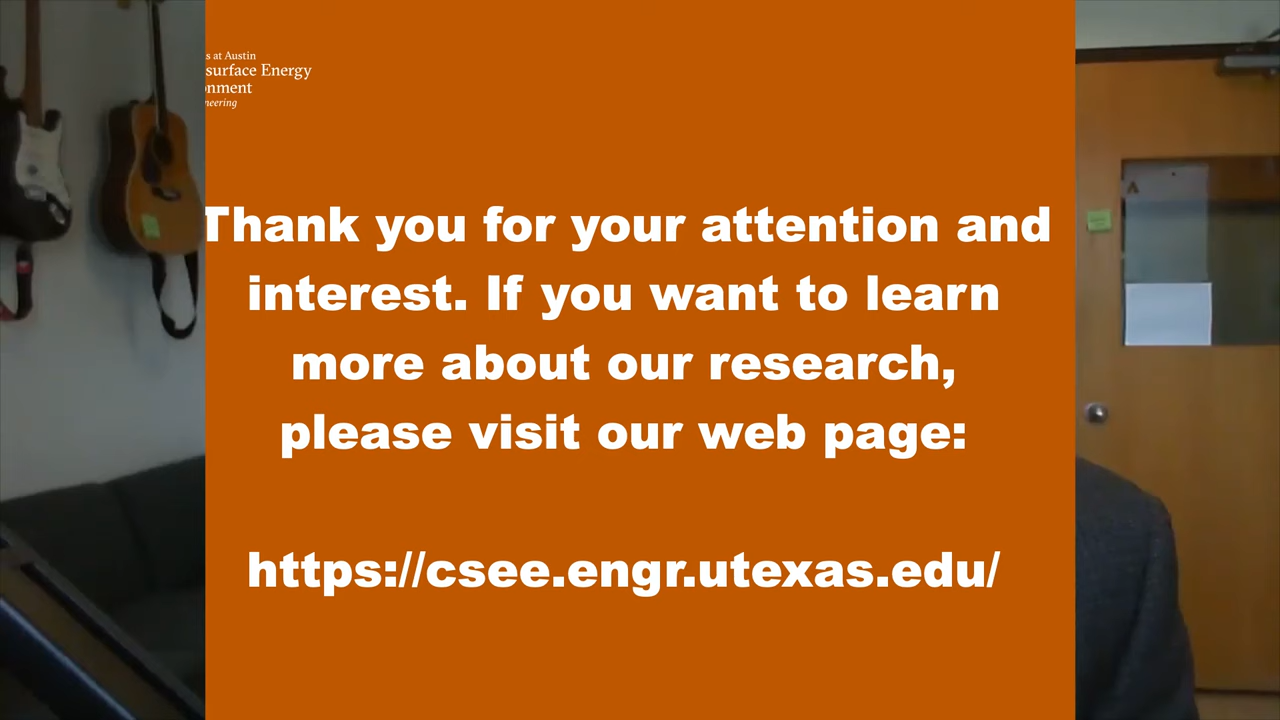 s at Austin
surface Energy
onment
neering
Thank you for your attention and
interest. If you want to learn
more about our research,
please visit our web page:
https://csee.engr.utexas.edu/